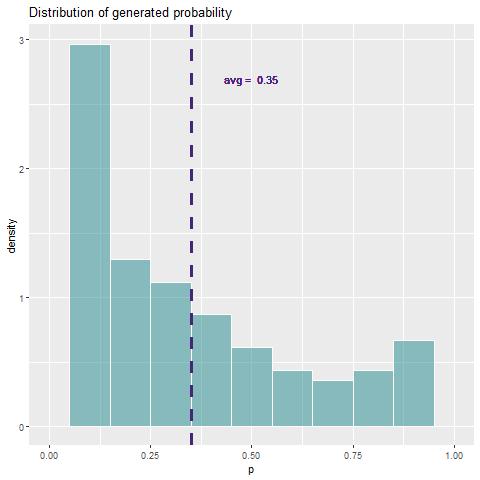 Distribution of generated probability
avg = 0.35
3
2
1
0
density
0.00 0.25 0.50 0.75 1.00
p